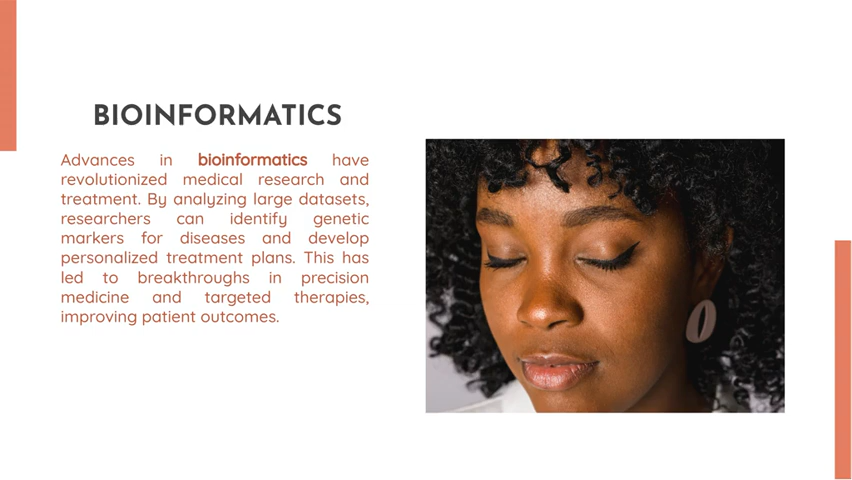 BIOINFORMATICS
Advances in bioinformatics have
revolutionized medical research and
treatment. By analyzing large datasets,
researchers can identify genetic
markers for diseases and develop
personalized treatment plans. This has
led to breakthroughs in precision
medicine and targeted therapies,
improving patient outcomes.